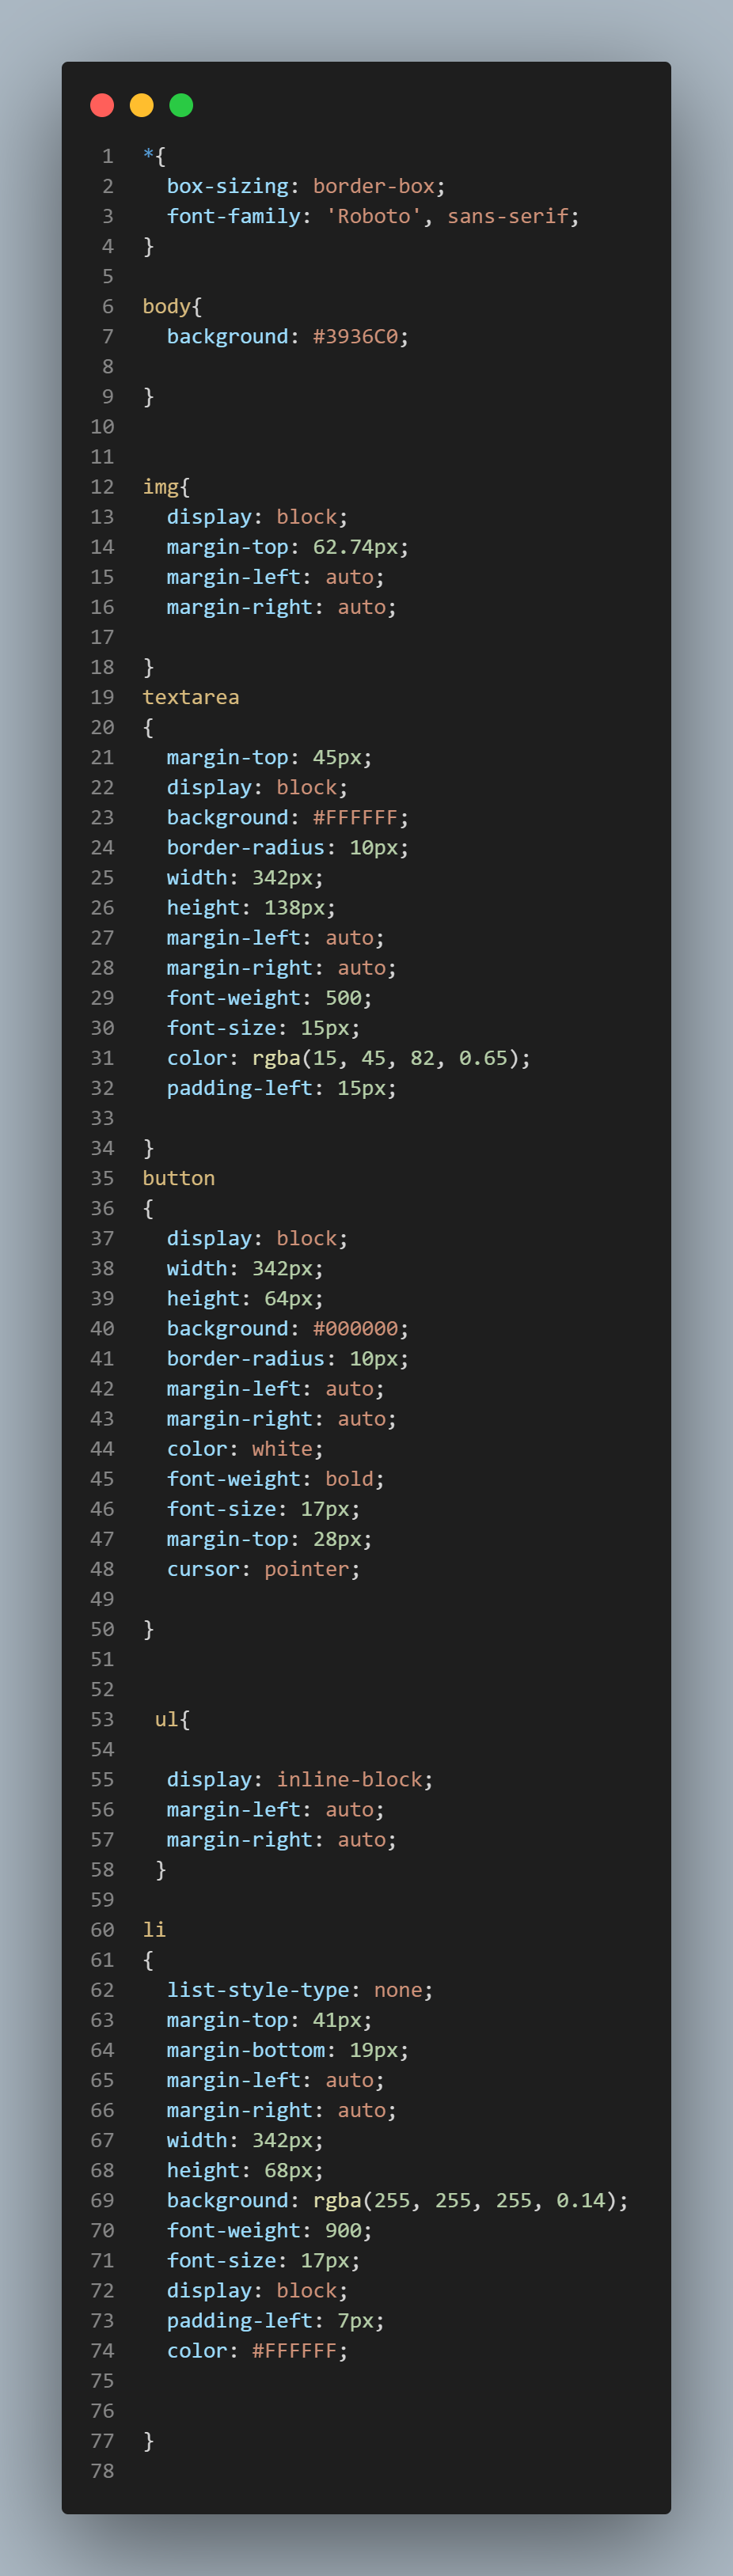 1 *{
2   box-sizing: border-box;
3   font-family: 'Roboto', sans-serif;
4 }
5
6 body{
7   background: #3936C0;
8
9 }
10
11
12 img{
13   display: block;
14   margin-top: 62.74px;
15   margin-left: auto;
16   margin-right: auto;
17
18 }
19 textarea
20 {
21   margin-top: 45px;
22   display: block;
23   background: #FFFFFF;
24   border-radius: 10px;
25   width: 342px;
26   height: 138px;
27   margin-left: auto;
28   margin-right: auto;
29   font-weight: 500;
30   font-size: 15px;
31   color: rgba(15, 45, 82, 0.65);
32   padding-left: 15px;
33
34 }
35 button
36 {
37   display: block;
38   width: 342px;
39   height: 64px;
40   background: #000000;
41   border-radius: 10px;
42   margin-left: auto;
43   margin-right: auto;
44   color: white;
45   font-weight: bold;
46   font-size: 17px;
47   margin-top: 28px;
48   cursor: pointer;
49
50 }
51
52
53  ul{
54
55   display: inline-block;
56   margin-left: auto;
57   margin-right: auto;
58  }
59
60 li
61 {
62   list-style-type: none;
63   margin-top: 41px;
64   margin-bottom: 19px;
65   margin-left: auto;
66   margin-right: auto;
67   width: 342px;
68   height: 68px;
69   background: rgba(255, 255, 255, 0.14);
70   font-weight: 900;
71   font-size: 17px;
72   display: block;
73   padding-left: 7px;
74   color: #FFFFFF;
75
76
77 }
78